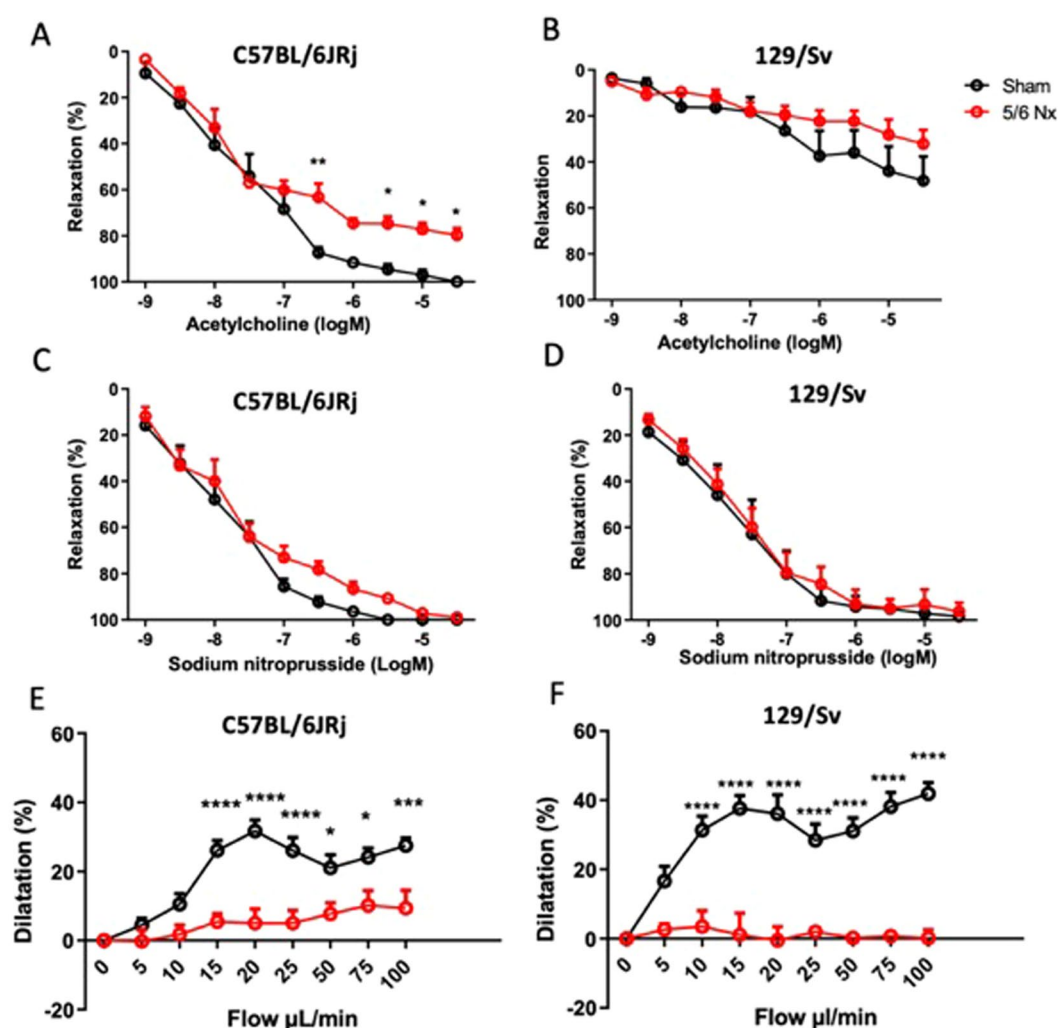 A
C57BL/6JRj
Relaxation (%)
0
20
40
60
80
100
** * * *
-9 -8 -7 -6 -5
Acetylcholine (logM)
B
129/Sv
Relaxation
0
20
40
60
80
100
-9 -8 -7 -6 -5
Acetylcholine (logM)
Sham
5/6 Nx
C
C57BL/6JRj
Relaxation (%)
0
20
40
60
80
100
-9 -8 -7 -6 -5
Sodium nitroprusside (LogM)
D
129/Sv
Relaxation (%)
0
20
40
60
80
100
-9 -8 -7 -6 -5
Sodium nitroprusside (logM)
E
C57BL/6JRj
Dilatation (%)
60
40
20
0
-20
**** **** **** * * ***
0 5 10 15 20 25 50 75 100
Flow µL/min
F
129/Sv
Dilatation (%)
60
40
20
0
-20
**** **** **** **** **** **** ****
0 5 10 15 20 25 50 75 100
Flow µl/min